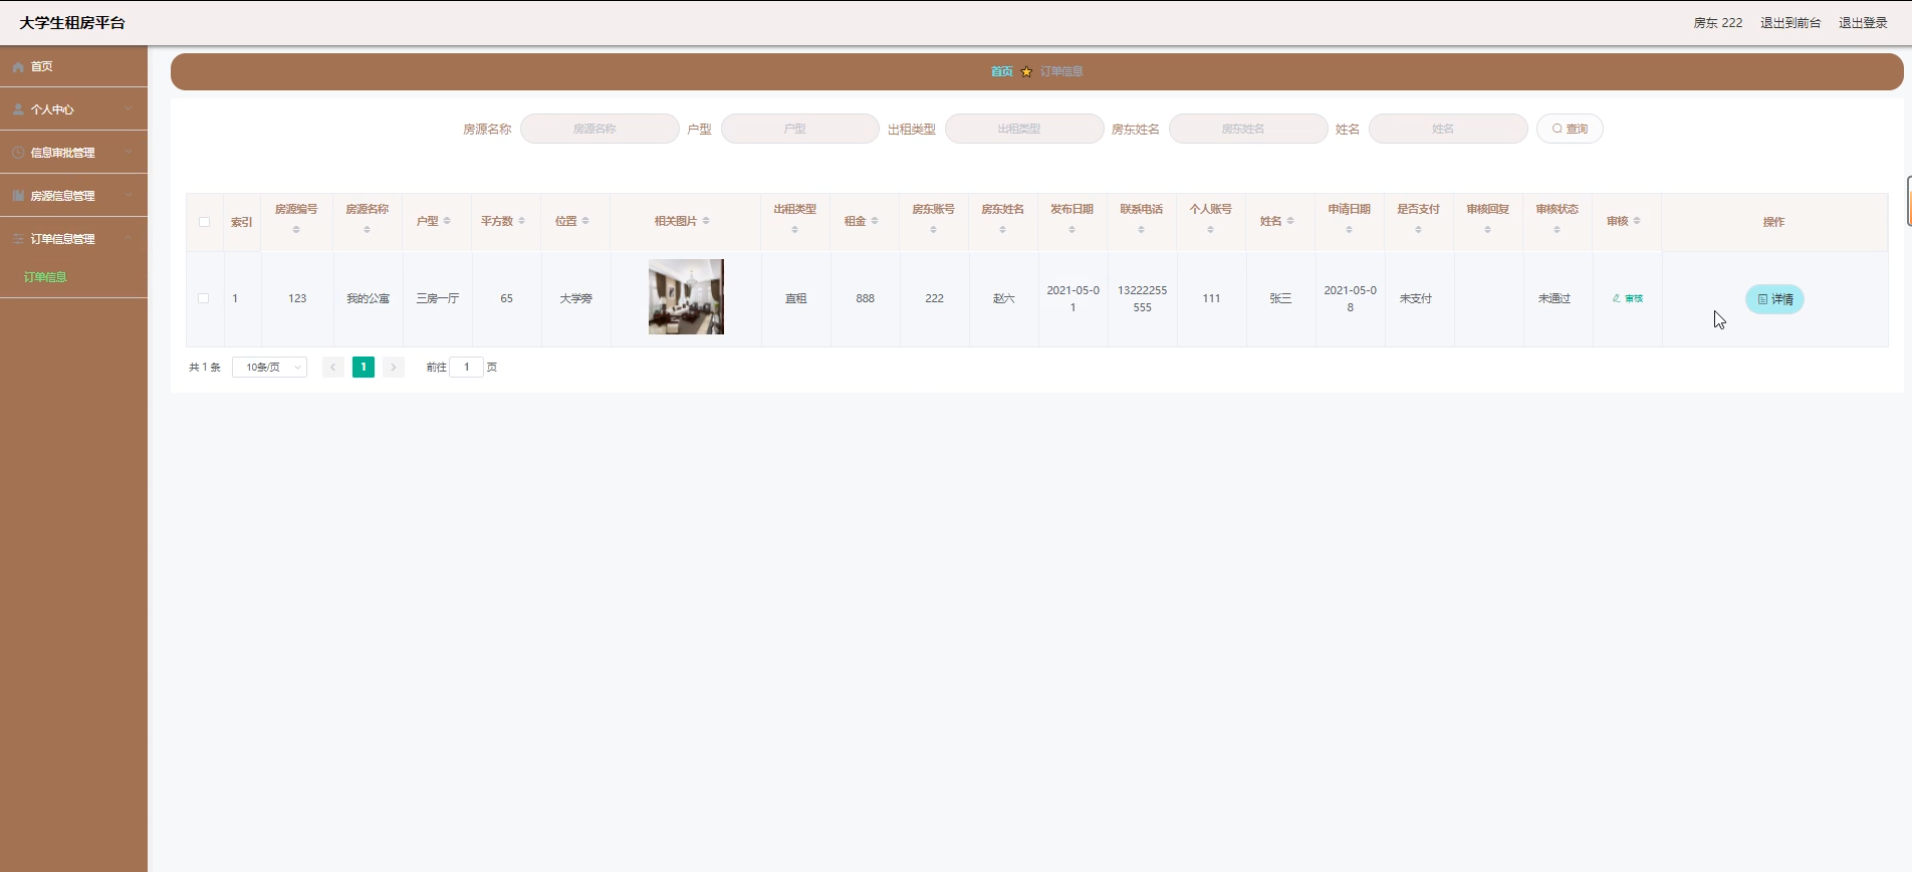 大学生租房平台
房东 222 退出到前台 退出登录
首页
个人中心
信息审批管理
房源信息管理
订单信息管理
订单信息
首页 订单信息
房源名称 房源名称 户型 户型 出租类型 出租类型 房东姓名 房东姓名 姓名 姓名 查询
索引 房源编号 房源名称 户型 平方数 位置 相关图片 出租类型 租金 房东账号 房东姓名 发布日期 联系电话 个人账号 姓名 申请日期 是否支付 审核回复 审核状态 审核 操作
1 123 我的公寓 三房一厅 65 大学旁 直租 888 222 赵六 2021-05-0 13222255 111 张三 2021-05-0 未支付 未通过 审核 详情
1 555 8
共 1 条 10条/页 1 前往 1 页